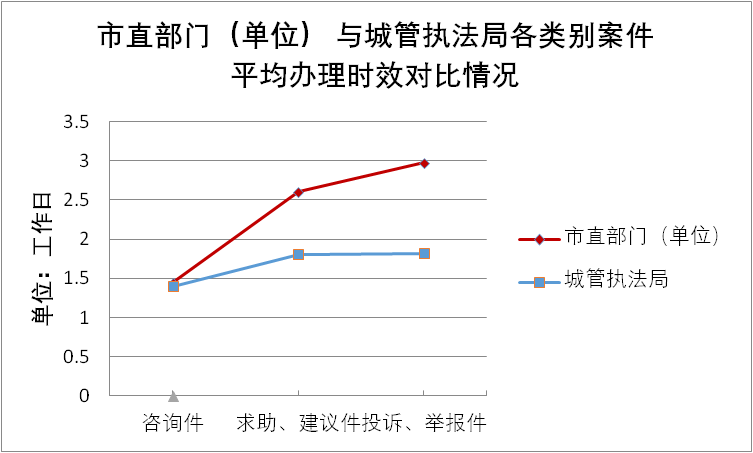 市直部门（单位） 与城管执法局各类别案件
平均办理时效对比情况
单位：工作日
3.5
3
2.5
2
1.5
1
0.5
0
咨询件
求助、建议件
投诉、举报件
市直部门（单位）
城管执法局